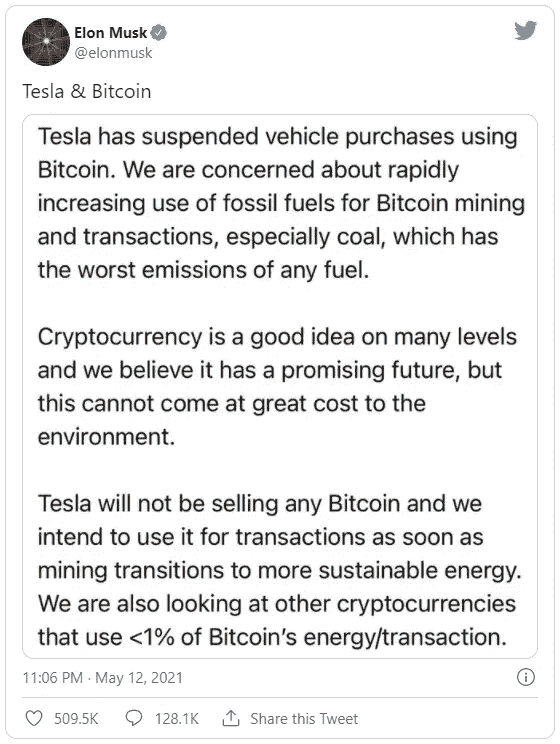 Elon Musk
@elonmusk
Tesla & Bitcoin
Tesla has suspended vehicle purchases using
Bitcoin. We are concerned about rapidly
increasing use of fossil fuels for Bitcoin mining
and transactions, especially coal, which has
the worst emissions of any fuel.
Cryptocurrency is a good idea on many levels
and we believe it has a promising future, but
this cannot come at great cost to the
environment.
Tesla will not be selling any Bitcoin and we
intend to use it for transactions as soon as
mining transitions to more sustainable energy.
We are also looking at other cryptocurrencies
that use <1% of Bitcoin’s energy/transaction.
11:06 PM · May 12, 2021
509.5K 128.1K Share this Tweet